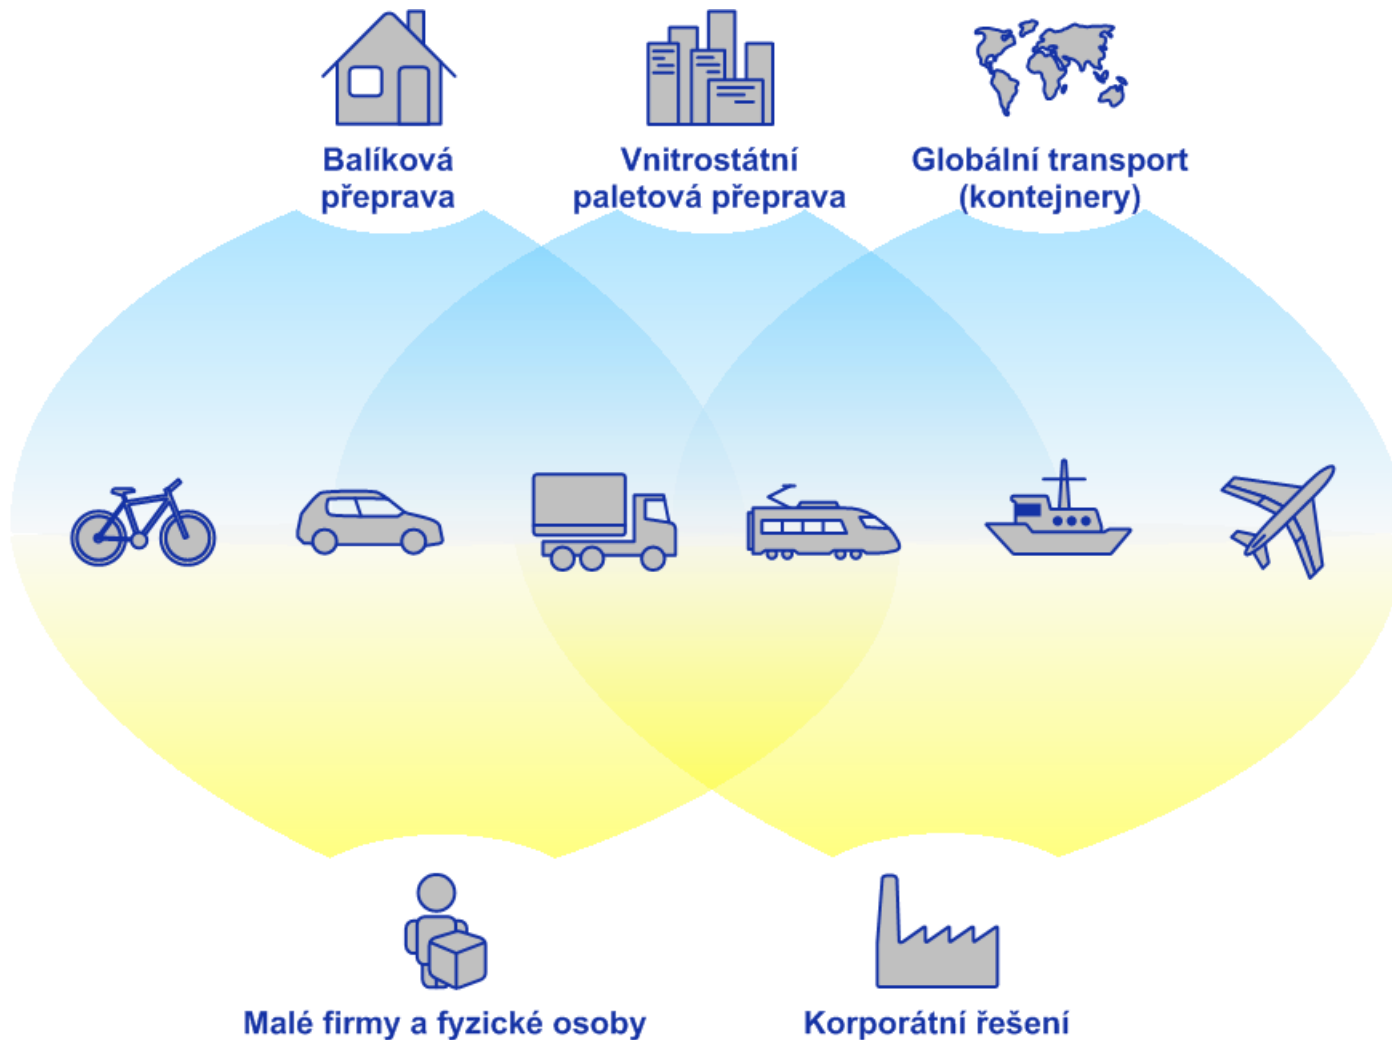 Balíková
přeprava
Vnitrostátní
paletová přeprava
Globální transport
(kontejnery)
Malé firmy a fyzické osoby
Korporátní řešení